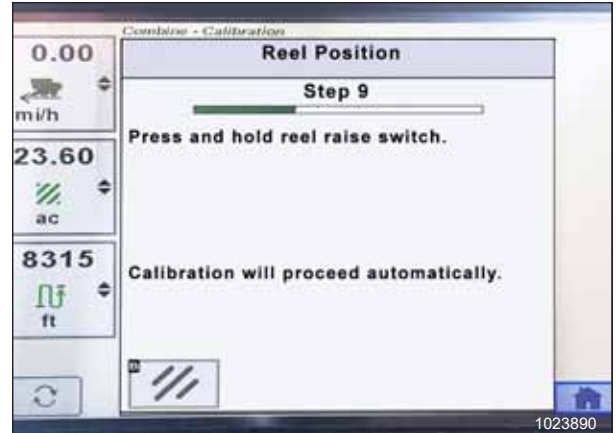 Combine - Calibration
Reel Position
Step 9
Press and hold reel raise switch.
Calibration will proceed automatically.
0.00
mi/h
23.60
ac
8315
ft
1023890